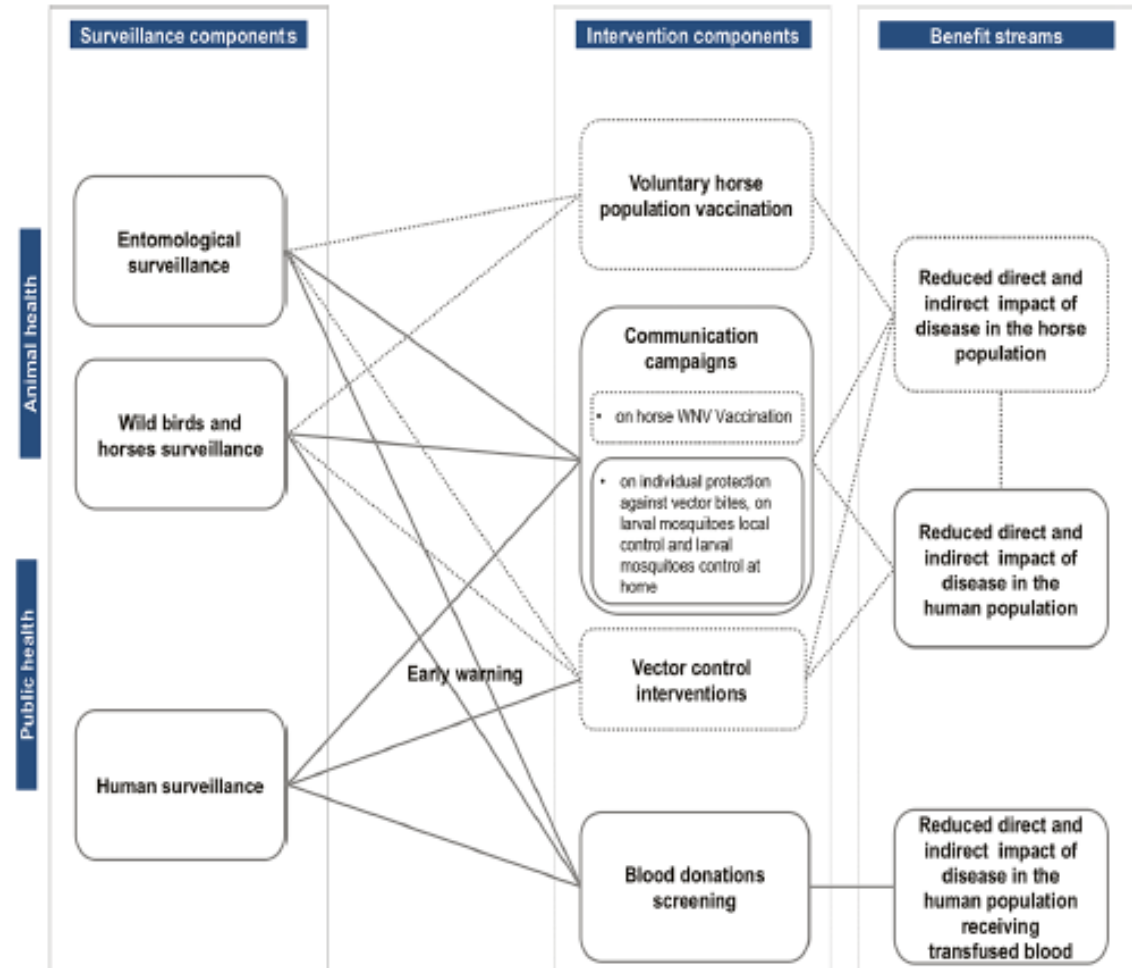 Surveillance components
Intervention components
Benefit streams
Animal health
Public health
Entomological
surveillance
Wild birds and
horses surveillance
Human surveillance
Early warning
Voluntary horse
population vaccination
Communication
campaigns
• on horse WNV Vaccination
• on individual protection
against vector bites, on
larval mosquitoes local
control and larval
mosquitoes control at
home
Vector control
interventions
Blood donations
screening
Reduced direct and
indirect impact of
disease in the horse
population
Reduced direct and
indirect impact of
disease in the
human population
Reduced direct and
indirect impact of
disease in the
human population
receiving
transfused blood